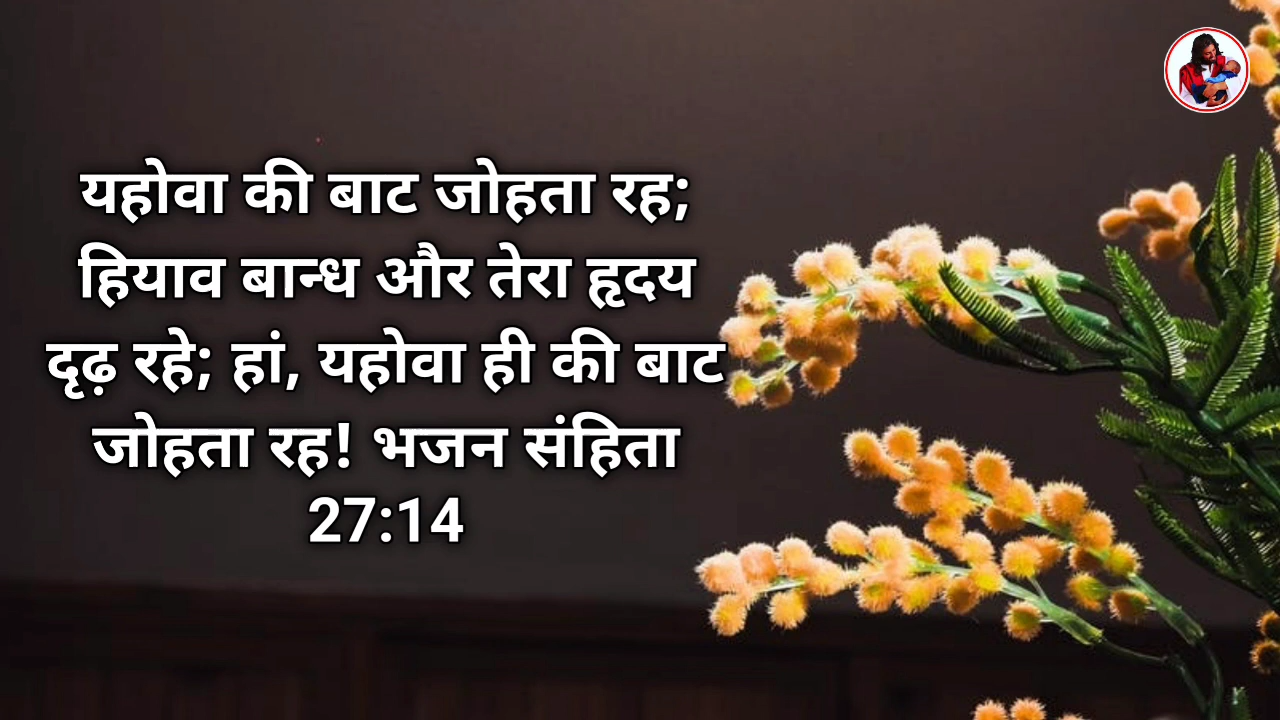 यहोवा की बाट जोहता रह;
हियाव बान्ध और तेरा हृदय
दृढ़ रहे; हां, यहोवा ही की बाट
जोहता रह! भजन संहिता
27:14